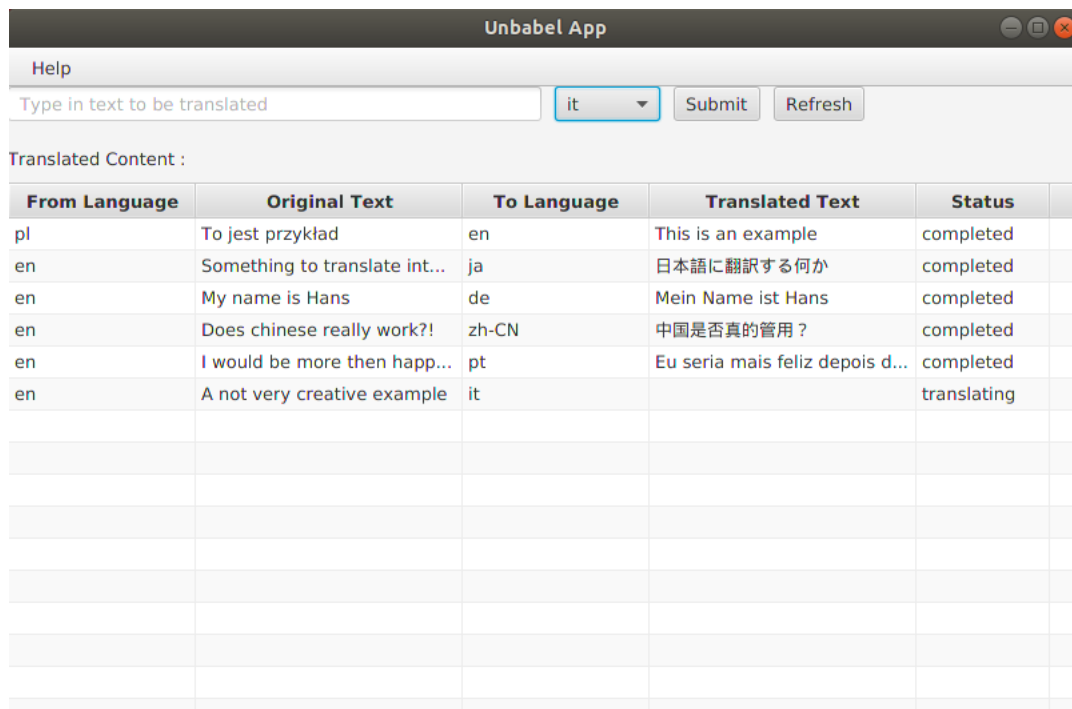 Unbabel App
Help
Type in text to be translated it Submit Refresh
Translated Content :
From Language Original Text To Language Translated Text Status
pl To jest przykład en This is an example completed
en Something to translate int... ja 日本語に翻訳する何か completed
en My name is Hans de Mein Name ist Hans completed
en Does chinese really work?! zh-CN 中国是否真的管用？ completed
en I would be more then happ... pt Eu seria mais feliz depois d... completed
en A not very creative example it translating